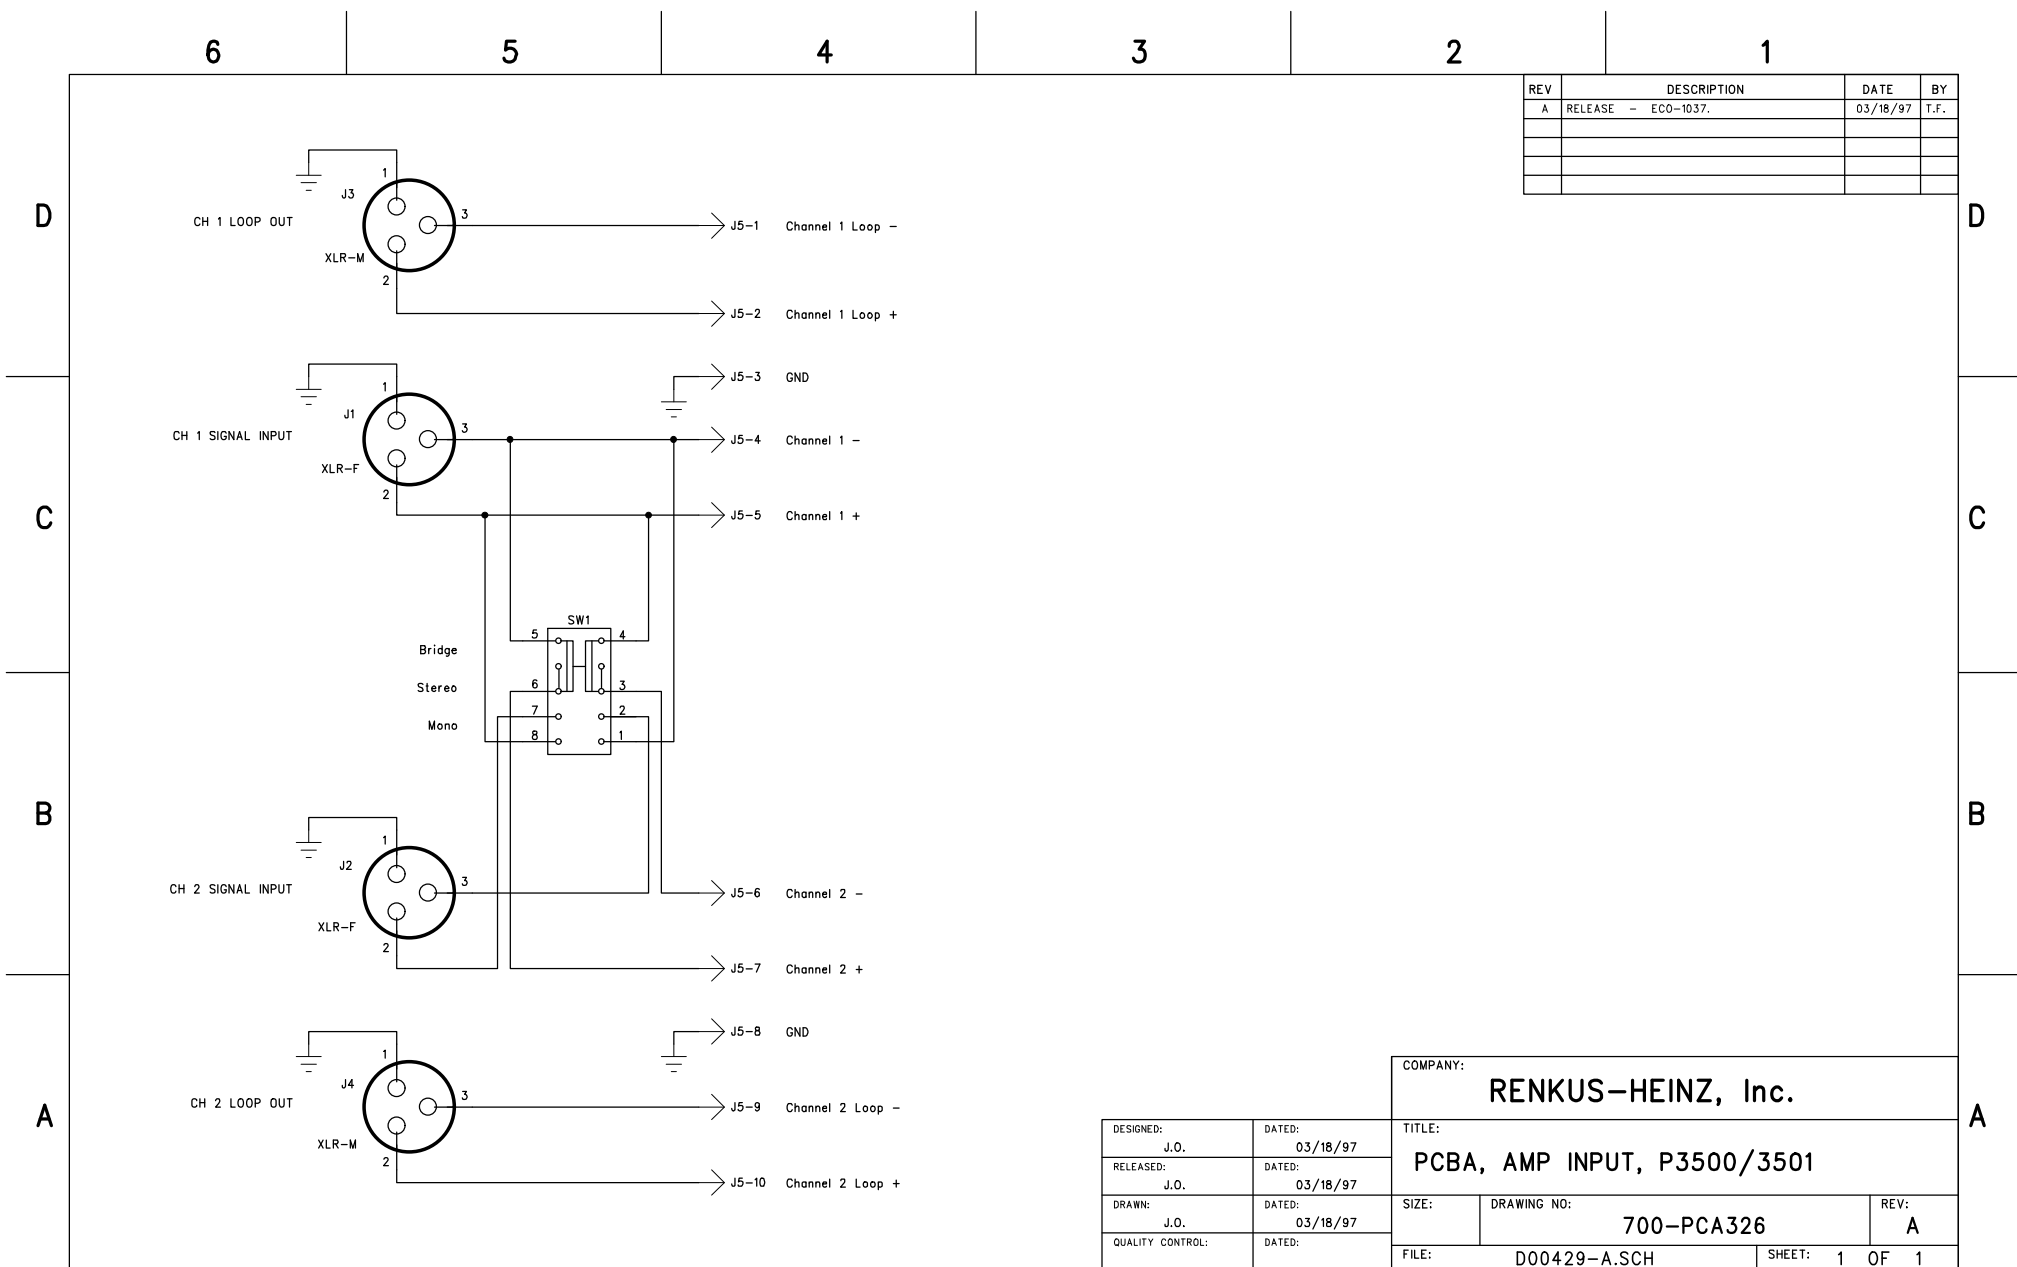 6 5 4 3 2 1
REV DESCRIPTION DATE BY
A RELEASE - ECO-1037. 03/18/97 T.F.
D D
1
J3
CH 1 LOOP OUT
3
J5-1 Channel 1 Loop -
XLR-M
2
J5-2 Channel 1 Loop +
J5-3 GND
1
J1
CH 1 SIGNAL INPUT
3
J5-4 Channel 1 -
XLR-F
2
C C
J5-5 Channel 1 +
SW1
5 4
Bridge
Stereo
6 3
7 2
Mono
8 1
B B
1
J2
CH 2 SIGNAL INPUT
3
J5-6 Channel 2 -
XLR-F
2
J5-7 Channel 2 +
J5-8 GND
1
J4
CH 2 LOOP OUT
3
J5-9 Channel 2 Loop -
XLR-M
2
J5-10 Channel 2 Loop +
A A
COMPANY:
RENKUS-HEINZ, Inc.
DESIGNED: DATED:
J.O. 03/18/97
RELEASED: DATED:
J.O. 03/18/97
DRAWN: DATED:
J.O. 03/18/97
QUALITY CONTROL: DATED:
TITLE:
PCBA, AMP INPUT, P3500/3501
SIZE: DRAWING NO: REV:
700-PCA326 A
FILE: D00429-A.SCH SHEET: 1 OF 1